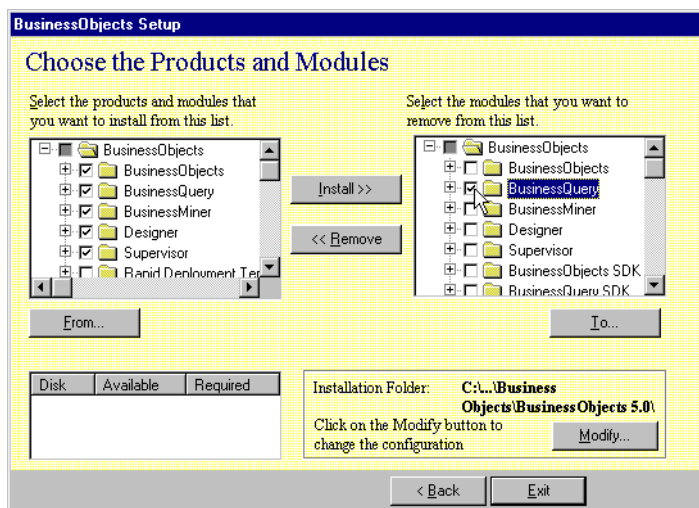 BusinessObjects Setup
Choose the Products and Modules
Select the products and modules that
you want to install from this list.
BusinessObjects
BusinessObjects
BusinessQuery
BusinessMiner
Designer
Supervisor
Rapid Deployment Tem
Install >>
<< Remove
Select the modules that you want to
remove from this list.
BusinessObjects
BusinessObjects
BusinessQuery
BusinessMiner
Designer
Supervisor
BusinessObjects SDK
BusinessQuery SDK
From...
To...
Disk Available Required
Installation Folder: C:\...\Business
Objects\BusinessObjects 5.0\
Click on the Modify button to
change the configuration
Modify...
< Back
Exit